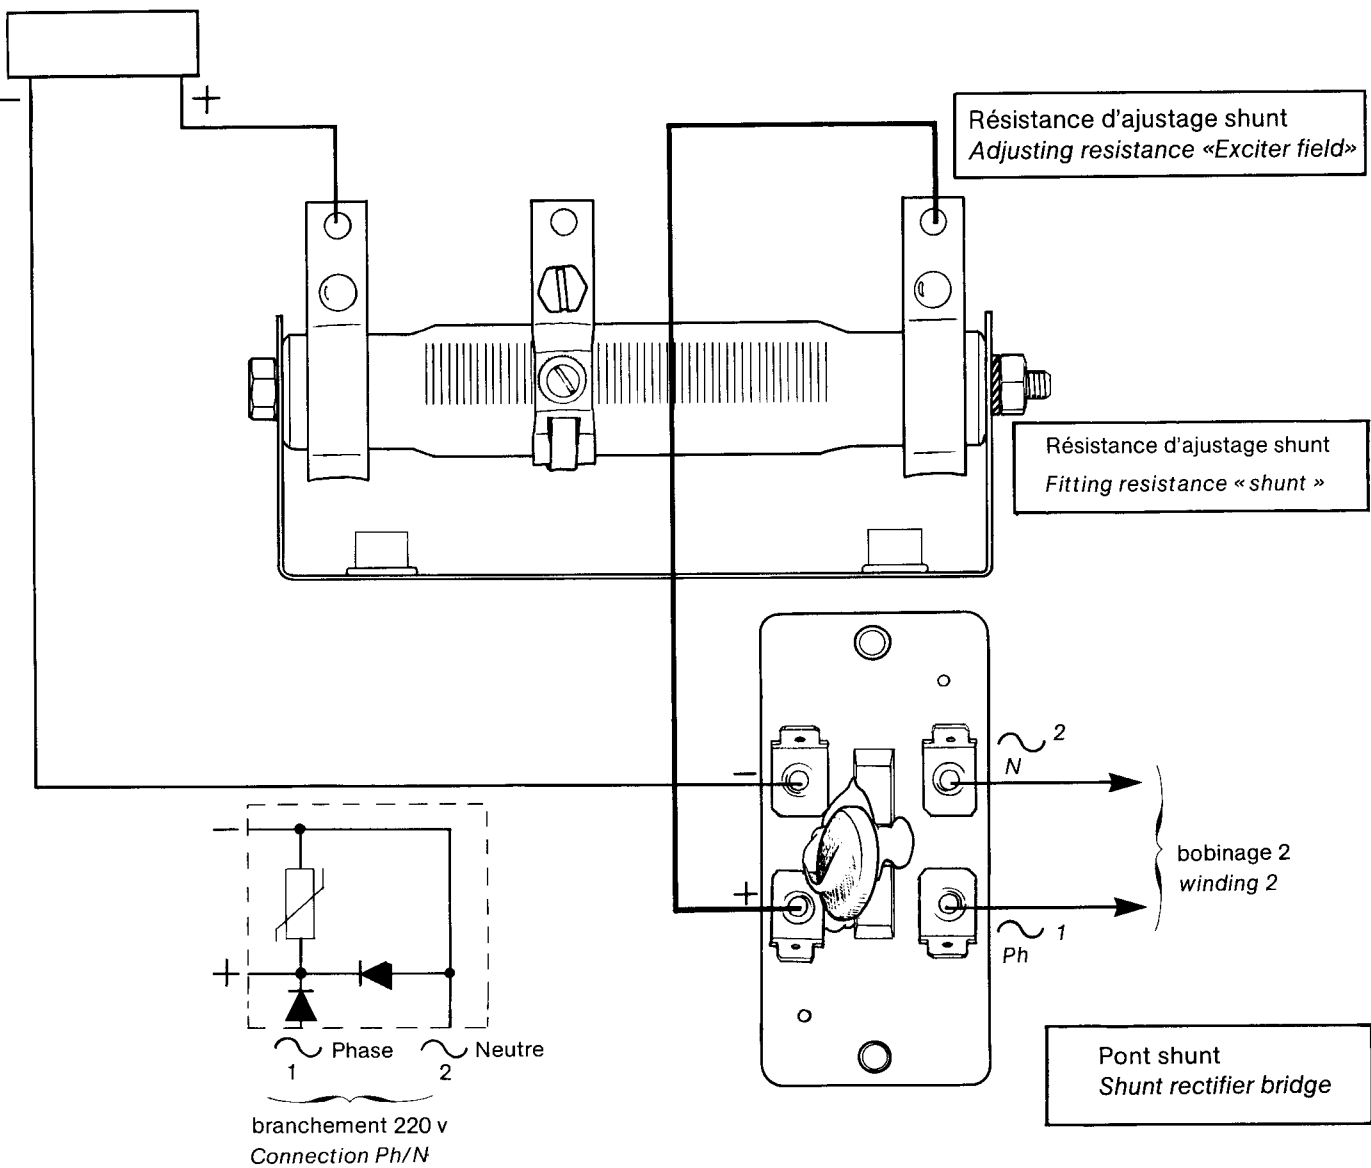 −
+
Résistance d'ajustage shunt
Adjusting resistance «Exciter field»
Résistance d'ajustage shunt
Fitting resistance « shunt »
− ~ 2
N
bobinage 2
winding 2
+ ~ 1
Ph
−
+
~ Phase ~ Neutre
1 2
branchement 220 v
Connection Ph/N
Pont shunt
Shunt rectifier bridge